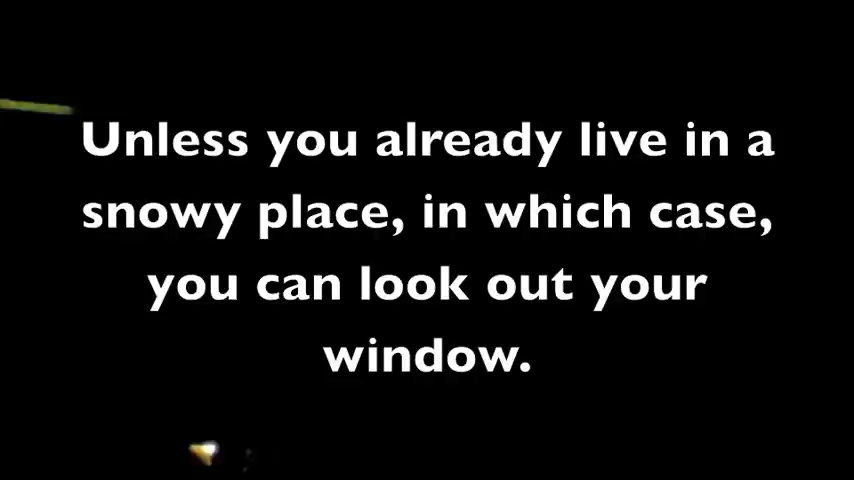 Unless you already live in a
snowy place, in which case,
you can look out your
window.